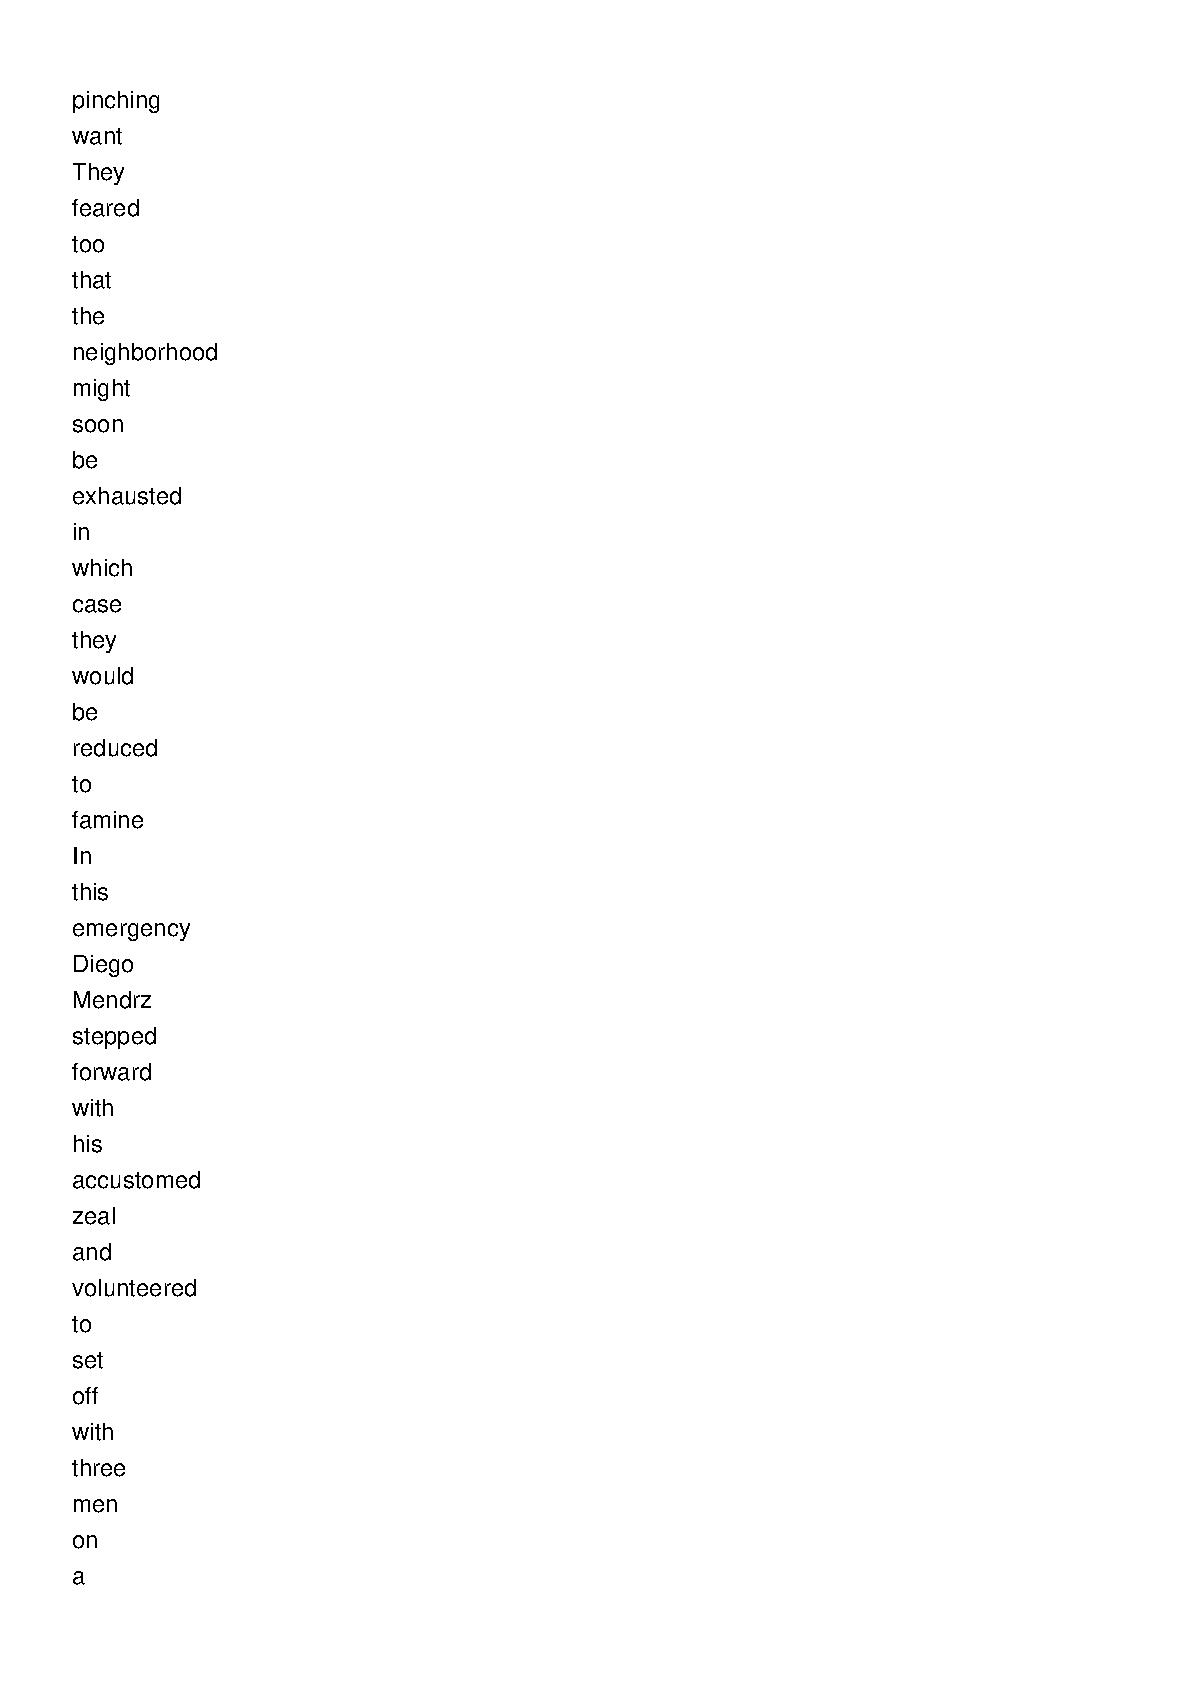 pinching
want
They
feared
too
that
the
neighborhood
might
soon
be
exhausted
in
which
case
they
would
be
reduced
to
famine
In
this
emergency
Diego
Mendrz
stepped
forward
with
his
accustomed
zeal
and
volunteered
to
set
off
with
three
men
on
a